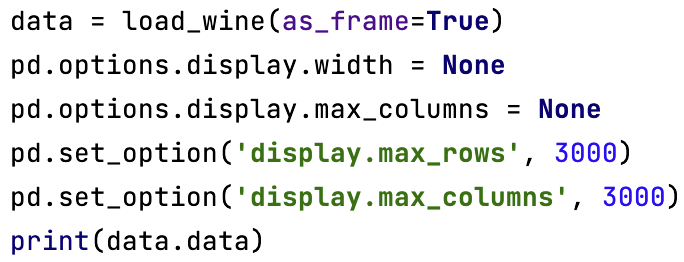 data = load_wine(as_frame=True)
pd.options.display.width = None
pd.options.display.max_columns = None
pd.set_option('display.max_rows', 3000)
pd.set_option('display.max_columns', 3000)
print(data.data)